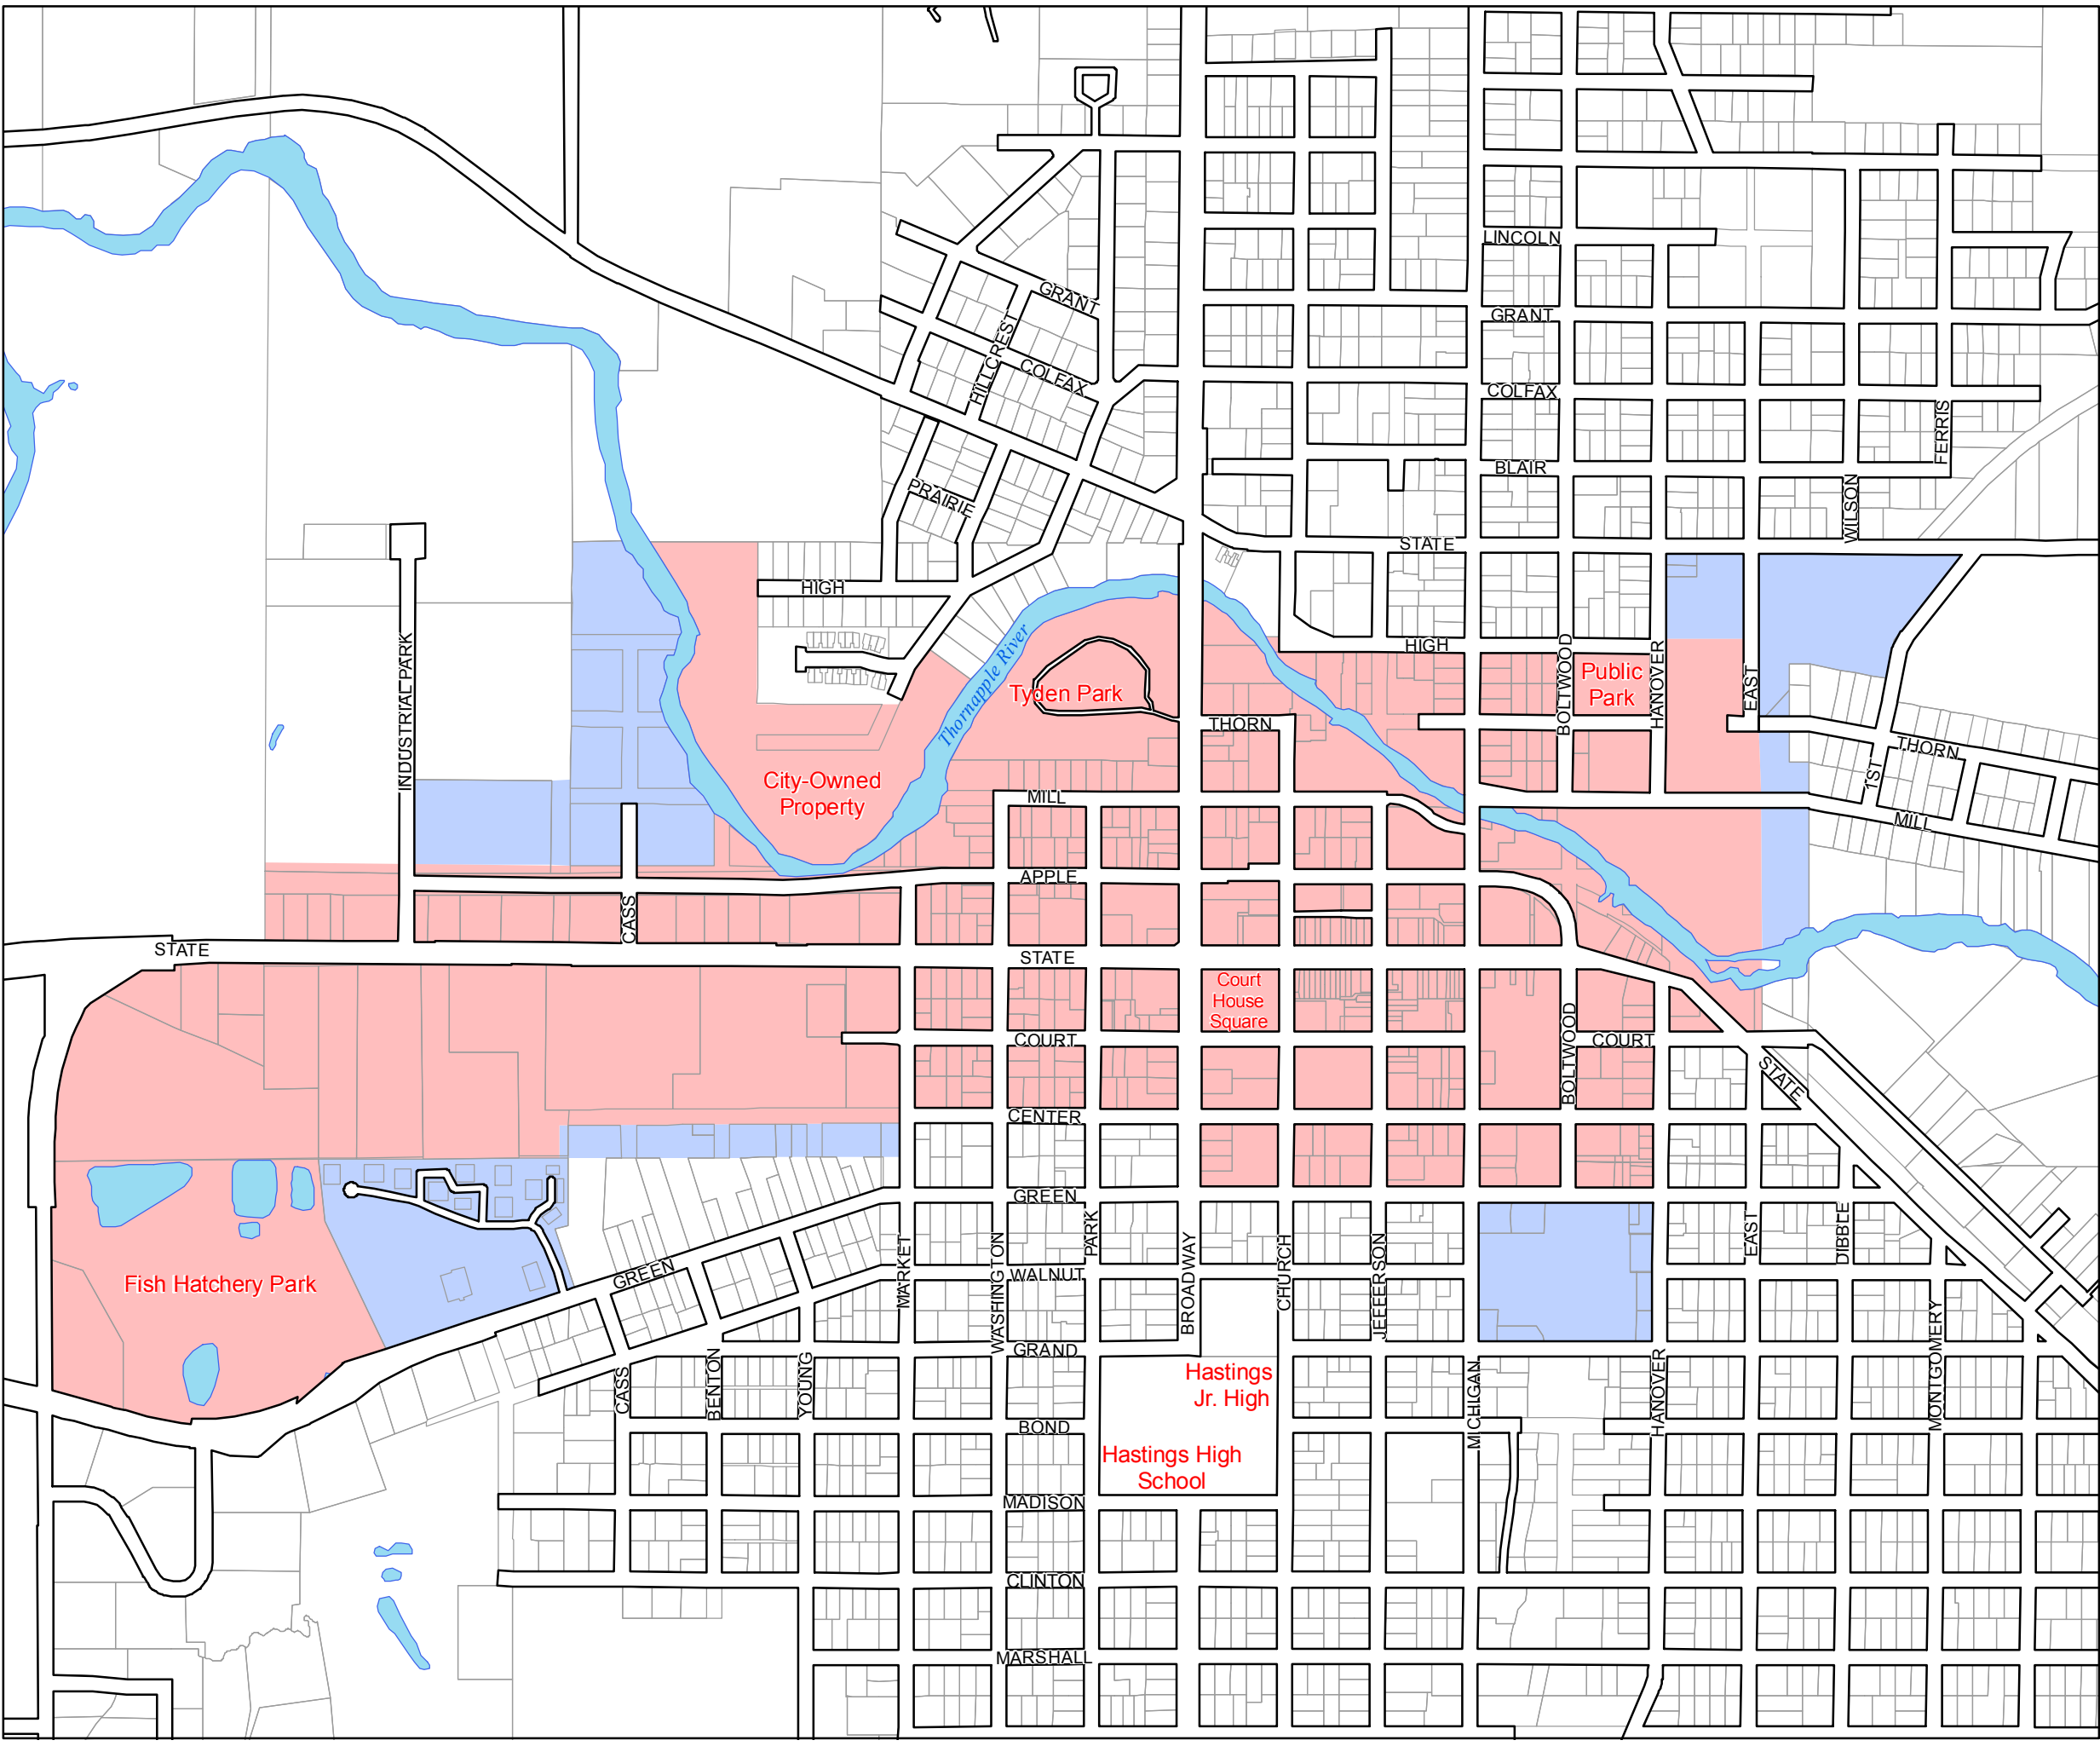 LINCOLN
GRANT
GRANT
HILLCREST
COLFAX
COLFAX
FERRIS
BLAIR
PRAIRIE
WILSON
STATE
HIGH
Thornapple River
HIGH
BOLTWOOD
HANOVER
EAST
INDUSTRIAL PARK
Public
Park
Tyden Park
THORN
THORN
1ST
City-Owned
Property
MILL
MILL
APPLE
CASS
STATE
STATE
Court
House
Square
BOLTWOOD
COURT
COURT
STATE
CENTER
GREEN
PARK
EAST
DIBBLE
MARKET
WASHINGTON
BROADWAY
CHURCH
JEFFERSON
Fish Hatchery Park
GREEN
WALNUT
MONTGOMERY
GRAND
CASS
BENTON
YOUNG
Hastings
Jr. High
MICHIGAN
HANOVER
BOND
Hastings High
School
MADISON
CLINTON
MARSHALL